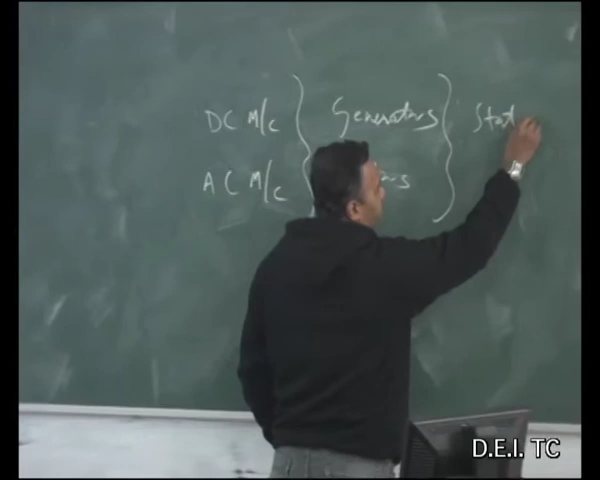 DC M/c } Generators } Stat
AC M/c }
D.E.I. TC